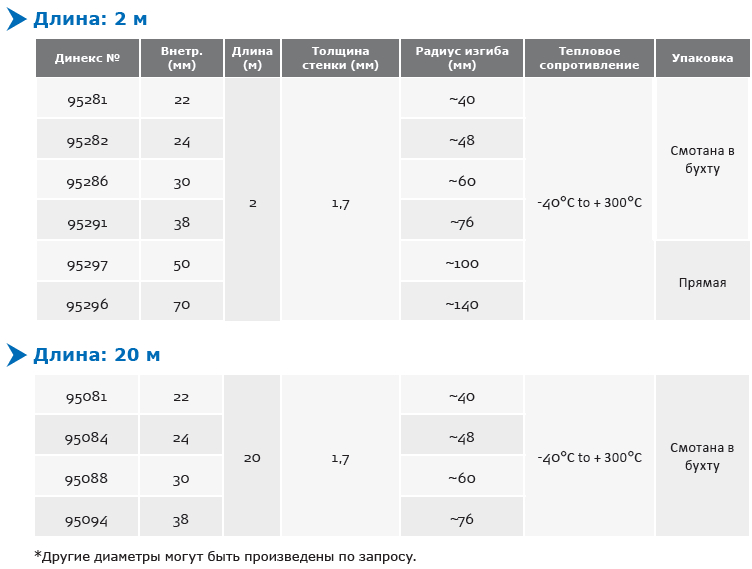 Длина: 2 м
Динекс № Внетр. (мм) Длина (м) Толщина стенки (мм) Радиус изгиба (мм) Тепловое сопротивление Упаковка
95281 22 ~40
95282 24 ~48
95286 30 ~60
95291 38 ~76
2 1,7 -40°C to + 300°C
Смотана в
бухту
95297 50 ~100
95296 70 ~140
Прямая
Длина: 20 м
95081 22 ~40
95084 24 ~48
20 1,7 -40°C to + 300°C
Смотана в
бухту
95088 30 ~60
95094 38 ~76
*Другие диаметры могут быть произведены по запросу.